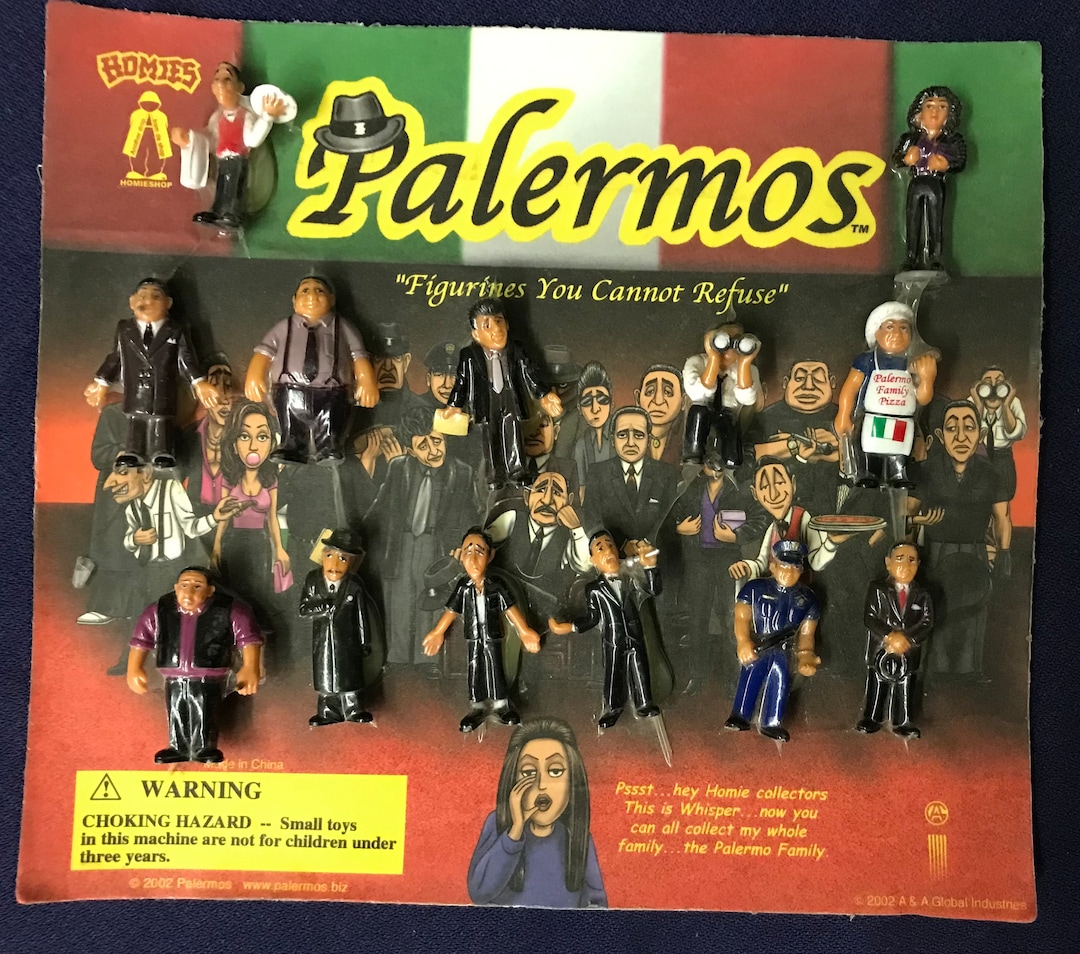 HOMIES
HOMIESHOP
Palermos™
"Figurines You Cannot Refuse"
Palermo
Family
Pizza
Made in China
⚠ WARNING
CHOKING HAZARD -- Small toys
in this machine are not for children under
three years.
© 2002 Palermos www.palermos.biz
Pssst...hey Homie collectors
This is Whisper...now you
can all collect my whole
family...the Palermo Family
© 2002 A & A Global Industries